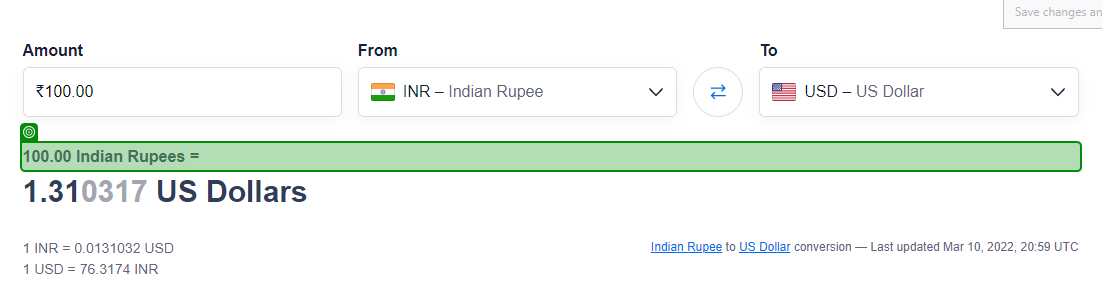 Save changes an
Amount
From
To
₹100.00
INR – Indian Rupee
USD – US Dollar
100.00 Indian Rupees =
1.310317 US Dollars
1 INR = 0.0131032 USD
Indian Rupee to US Dollar conversion — Last updated Mar 10, 2022, 20:59 UTC
1 USD = 76.3174 INR